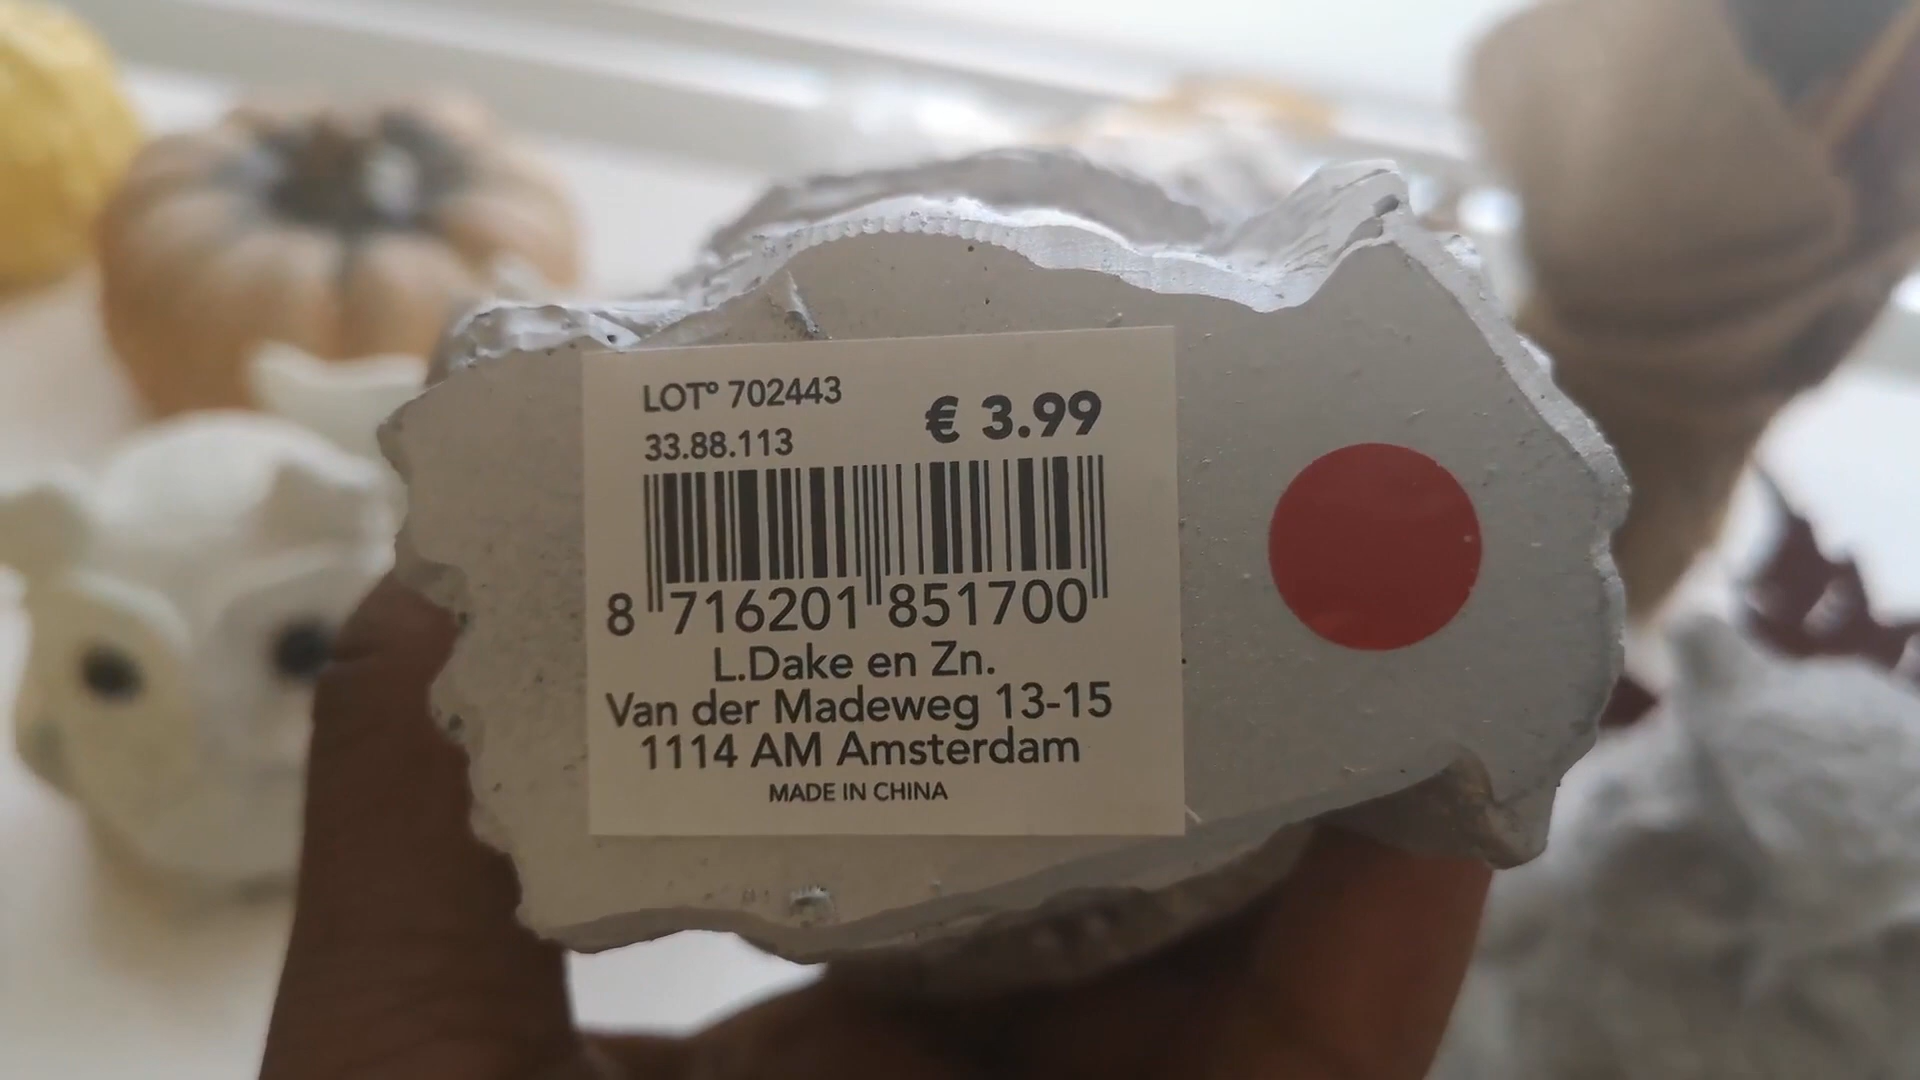 LOT° 702443
€ 3.99
33.88.113
8 716201 851700
L.Dake en Zn.
Van der Madeweg 13-15
1114 AM Amsterdam
MADE IN CHINA